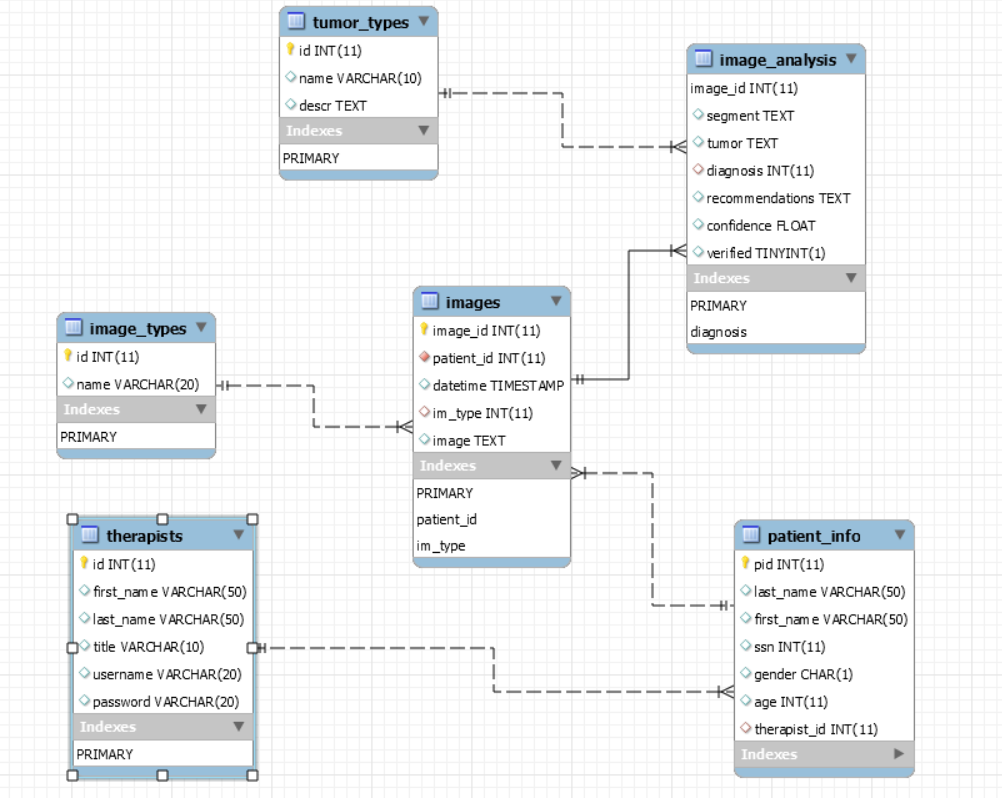 tumor_types
id INT(11)
name VARCHAR(10)
descr TEXT
Indexes
PRIMARY
image_analysis
image_id INT(11)
segment TEXT
tumor TEXT
diagnosis INT(11)
recommendations TEXT
confidence FLOAT
verified TINYINT(1)
Indexes
PRIMARY
diagnosis
image_types
id INT(11)
name VARCHAR(20)
Indexes
PRIMARY
images
image_id INT(11)
patient_id INT(11)
datetime TIMESTAMP
im_type INT(11)
image TEXT
Indexes
PRIMARY
patient_id
im_type
therapists
id INT(11)
first_name VARCHAR(50)
last_name VARCHAR(50)
title VARCHAR(10)
username VARCHAR(20)
password VARCHAR(20)
Indexes
PRIMARY
patient_info
pid INT(11)
last_name VARCHAR(50)
first_name VARCHAR(50)
ssn INT(11)
gender CHAR(1)
age INT(11)
therapist_id INT(11)
Indexes